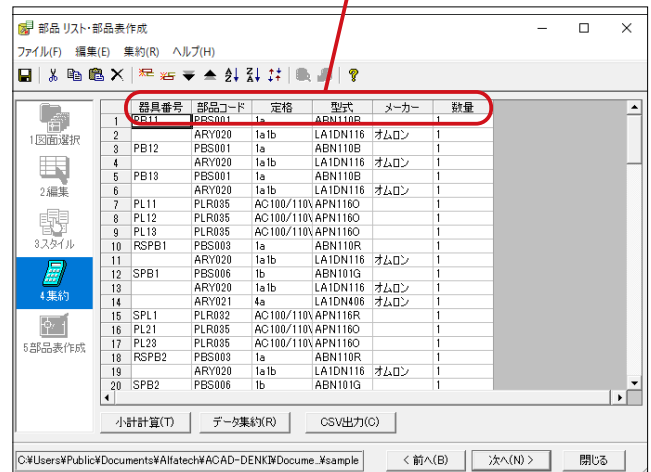 部品 リスト・部品表作成
ファイル(F) 編集(E) 集約(R) ヘルプ(H)
器具番号 部品コード 定格 型式 メーカー 数量
1 PB11 PBS001 1a ABN110B 1
2 ARY020 1a1b LA1DN116 オムロン 1
3 PB12 PBS001 1a ABN110B 1
4 ARY020 1a1b LA1DN116 オムロン 1
5 PB13 PBS001 1a ABN110B 1
6 ARY020 1a1b LA1DN116 オムロン 1
7 PL11 PLR035 AC100/110V APN116O 1
8 PL12 PLR035 AC100/110V APN116O 1
9 PL13 PLR035 AC100/110V APN116O 1
10 RSPB1 PBS003 1a ABN110R 1
11 ARY020 1a1b LA1DN116 オムロン 1
12 SPB1 PBS006 1b ABN101G 1
13 ARY020 1a1b LA1DN116 オムロン 1
14 ARY021 4a LA1DN406 オムロン 1
15 SPL1 PLR032 AC100/110V APN116R 1
16 PL21 PLR035 AC100/110V APN116O 1
17 PL23 PLR035 AC100/110V APN116O 1
18 RSPB2 PBS003 1a ABN110R 1
19 ARY020 1a1b LA1DN116 オムロン 1
20 SPB2 PBS006 1b ABN101G 1
1図面選択
2.編集
3.スタイル
4.集約
5部品表作成
小計計算(T) データ集約(R) CSV出力(O)
C:¥Users¥Public¥Documents¥Alfatech¥ACAD-DENKI¥Docume...¥sample
< 前へ(B) 次へ(N) > 閉じる